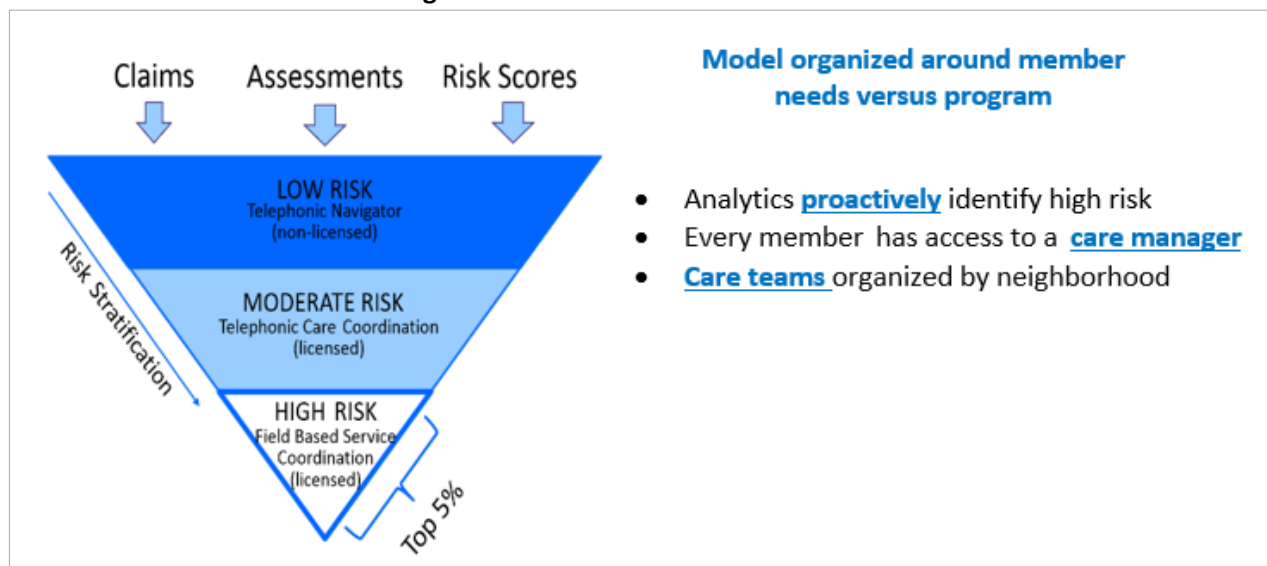 Claims Assessments Risk Scores
LOW RISK
Telephonic Navigator
(non-licensed)
MODERATE RISK
Telephonic Care Coordination
(licensed)
HIGH RISK
Field Based Service
Coordination
(licensed)
Risk Stratification
Top 5%
Model organized around member
needs versus program
• Analytics proactively identify high risk
• Every member has access to a care manager
• Care teams organized by neighborhood